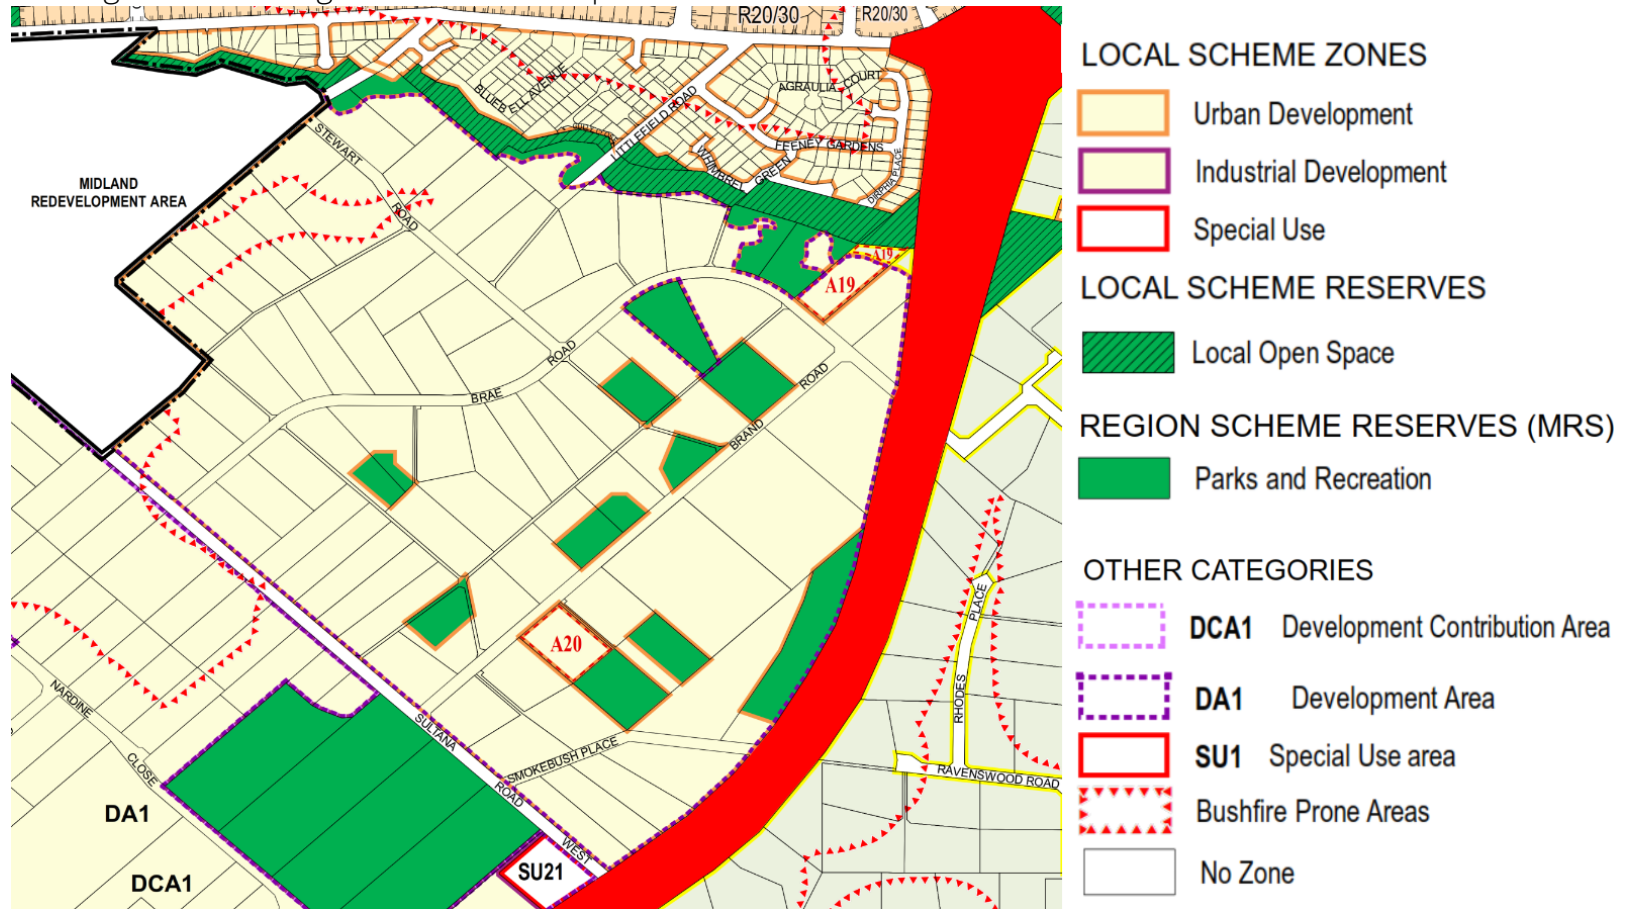 R20/30
R20/30
BLUEBELL AVENUE
LITTLEFIELD ROAD
AGRAULIA COURT
FEENEY GARDENS
WHIMBREL GREEN
DIRPHIA PLACE
STEWART
ROAD
MIDLAND
REDEVELOPMENT AREA
A19
A19
BRAE
ROAD
BRAND
ROAD
A20
SULTANA
ROAD
WEST
SMOKEBUSH PLACE
NARDINE
CLOSE
DA1
DCA1
SU21
RHODES
PLACE
RAVENSWOOD ROAD
LOCAL SCHEME ZONES
Urban Development
Industrial Development
Special Use
LOCAL SCHEME RESERVES
Local Open Space
REGION SCHEME RESERVES (MRS)
Parks and Recreation
OTHER CATEGORIES
DCA1 Development Contribution Area
DA1 Development Area
SU1 Special Use area
Bushfire Prone Areas
No Zone